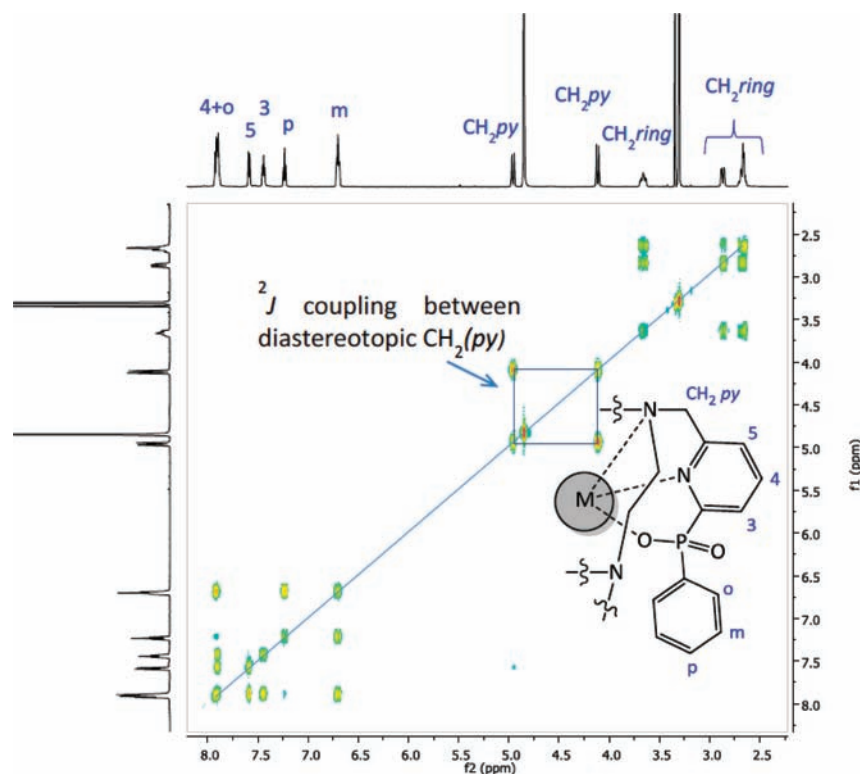 4+o
5
3
p
m
CH2py
CH2py
CH2ring
CH2ring
2J coupling between
diastereotopic CH2(py)
2.5
3.0
3.5
4.0
4.5
5.0
5.5
6.0
6.5
7.0
7.5
8.0
f1 (ppm)
N
CH2 py
5
N
4
M
3
O
P
O
N
o
m
p
8.0 7.5 7.0 6.5 6.0 5.5 5.0 4.5 4.0 3.5 3.0 2.5
f2 (ppm)